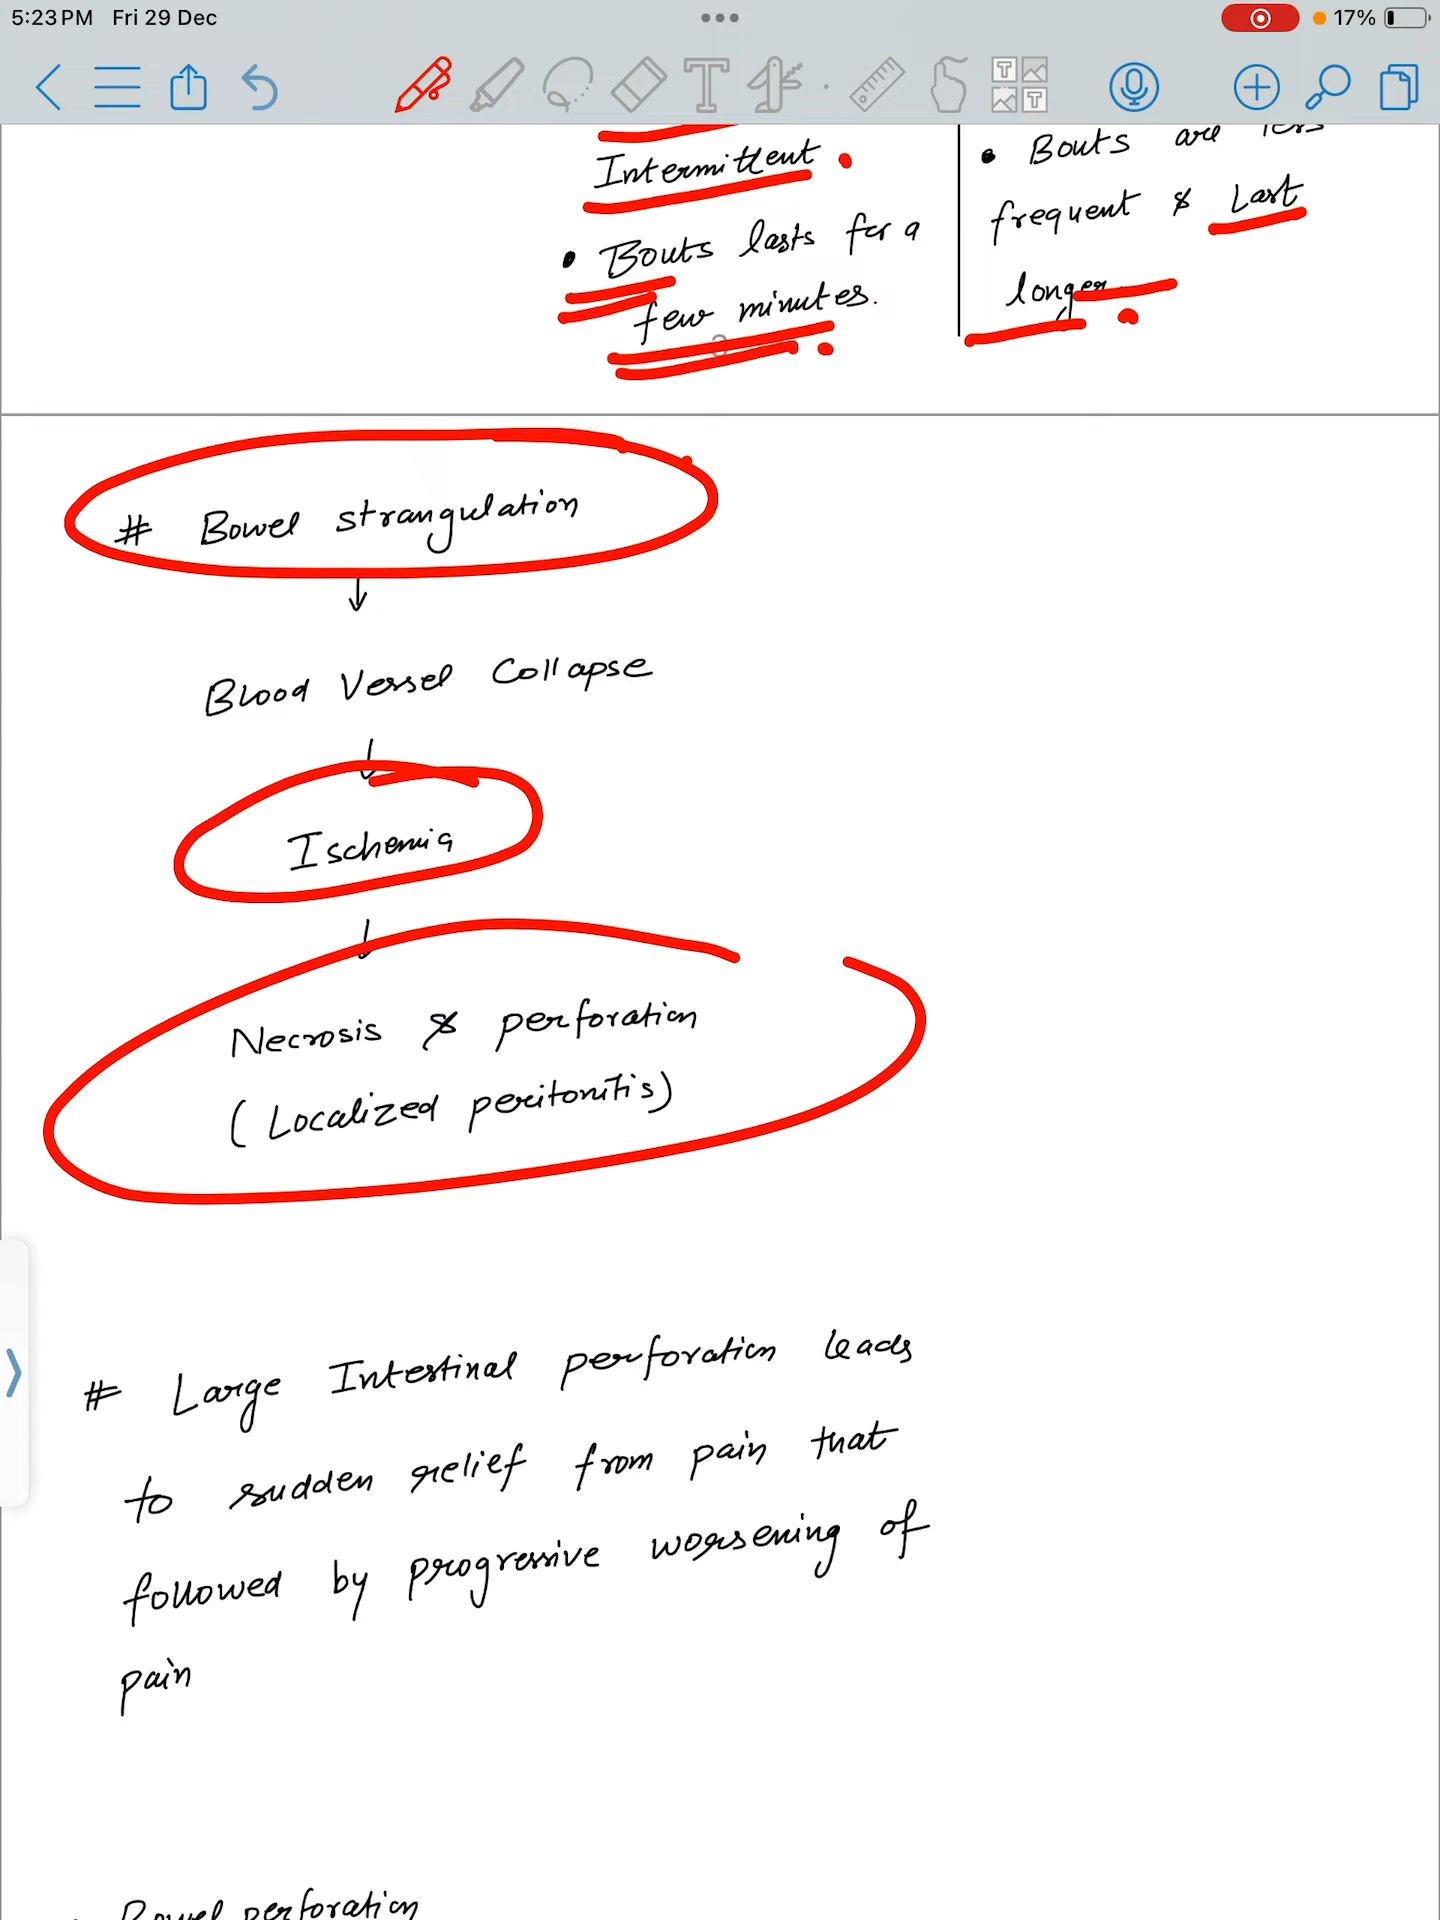 5:23 PM Fri 29 Dec
17%
Intermittent
• Bouts lasts for a
few minutes.
• Bouts are less
frequent & Last
longer
# Bowel strangulation
↓
Blood Vessel Collapse
↓
Ischemia
↓
Necrosis & perforation
(Localized peritonitis)
# Large Intestinal perforation leads
to sudden relief from pain that
followed by progressive worsening of
pain
Bowel perforation